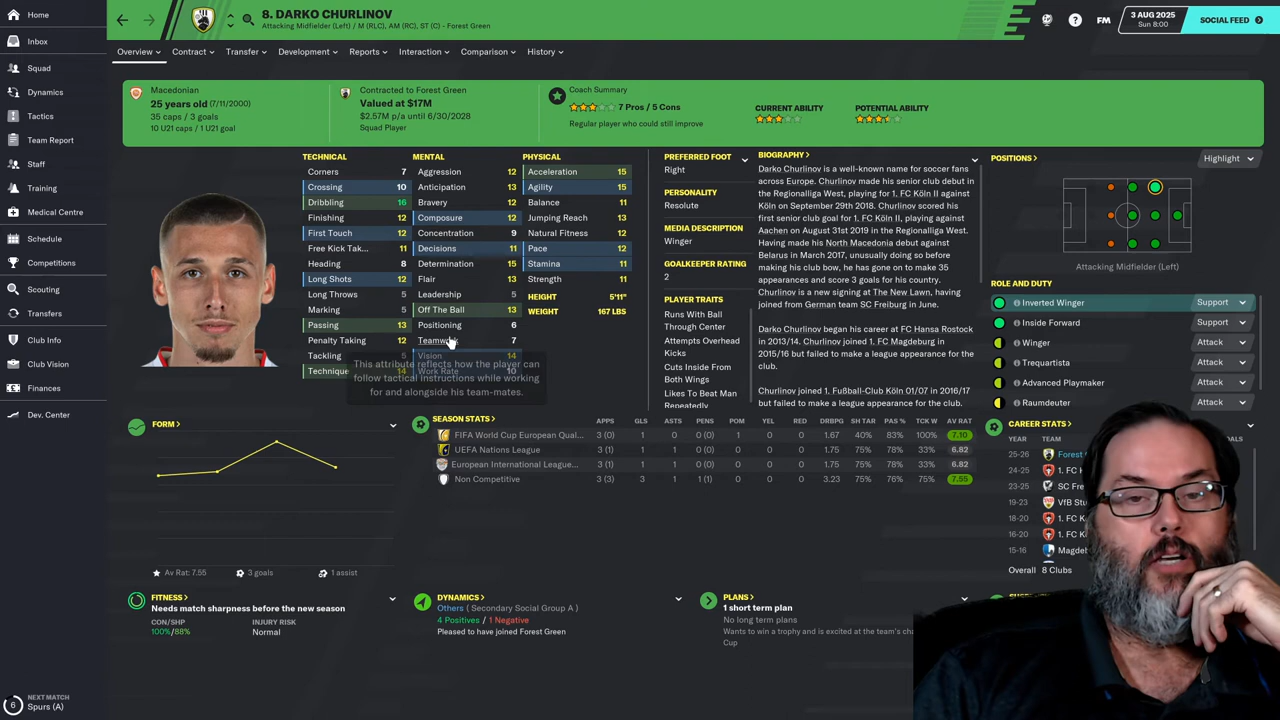 Home
Inbox
Squad
Dynamics
Tactics
Team Report
Staff
Training
Medical Centre
Schedule
Competitions
Scouting
Transfers
Club Info
Club Vision
Finances
Dev. Center
NEXT MATCH
6 Spurs (A)
8. DARKO CHURLINOV
Attacking Midfielder (Left) / M (RLC), AM (RC), ST (C) - Forest Green
FM
3 AUG 2025
Sun 8:00
SOCIAL FEED
Overview Contract Transfer Development Reports Interaction Comparison History
Macedonian
25 years old (7/11/2000)
35 caps / 3 goals
10 U21 caps / 1 U21 goal
Contracted to Forest Green
Valued at $17M
$2.57M p/a until 6/30/2028
Squad Player
Coach Summary
7 Pros / 5 Cons
Regular player who could still improve
CURRENT ABILITY
POTENTIAL ABILITY
TECHNICAL
Corners 7
Crossing 10
Dribbling 16
Finishing 12
First Touch 12
Free Kick Tak... 11
Heading 8
Long Shots 12
Long Throws 5
Marking 5
Passing 13
Penalty Taking 12
Tackling 5
Technique 14
MENTAL
Aggression 12
Anticipation 13
Bravery 12
Composure 12
Concentration 9
Decisions 11
Determination 15
Flair 13
Leadership 5
Off The Ball 13
Positioning 6
Teamwork 7
Vision 14
Work Rate 10
This attribute reflects how the player can
follow tactical instructions while working
for and alongside his team-mates.
PHYSICAL
Acceleration 15
Agility 15
Balance 11
Jumping Reach 13
Natural Fitness 12
Pace 12
Stamina 11
Strength 11
HEIGHT 5'11"
WEIGHT 167 LBS
PREFERRED FOOT
Right
PERSONALITY
Resolute
MEDIA DESCRIPTION
Winger
GOALKEEPER RATING
2
PLAYER TRAITS
Runs With Ball
Through Center
Attempts Overhead
Kicks
Cuts Inside From
Both Wings
Likes To Beat Man
Repeatedly
BIOGRAPHY
Darko Churlinov is a well-known name for soccer fans
across Europe. Churlinov made his senior club debut in
the Regionalliga West, playing for 1. FC Köln II on
Köln on September 29th 2018. Churlinov scored his
first senior club goal for 1. FC Köln II, playing against
Aachen on August 31st 2019 in the Regionalliga West.
Having made his North Macedonia debut against
Belarus in March 2017, unusually doing so before
making his club bow, he has gone on to make 35
appearances and score 3 goals for his country.
Churlinov is a new signing at The New Lawn, having
joined from German team SC Freiburg in June.
Darko Churlinov began his career at FC Hansa Rostock
in 2013/14. Churlinov joined 1. FC Magdeburg in
2015/16 but failed to make a league appearance for the
club.
Churlinov joined 1. Fußball-Club Köln 01/07 in 2016/17
but failed to make a league appearance for the club.
POSITIONS
Highlight
Attacking Midfielder (Left)
ROLE AND DUTY
Inverted Winger Support
Inside Forward Support
Winger Attack
Trequartista Attack
Advanced Playmaker Attack
Raumdeuter Attack
FORM
Av Rat: 7.55 3 goals 1 assist
SEASON STATS APPS GLS ASTS PENS POM YEL RED DRBPG SH TAR PAS % TCK W AV RAT
FIFA World Cup European Qual... 3 (0) 1 0 0 (0) 1 0 0 1.67 40% 83% 100% 7.10
UEFA Nations League 3 (1) 1 1 0 (0) 0 0 0 1.75 75% 78% 33% 6.82
European International League... 3 (1) 1 1 0 (0) 0 0 0 1.75 75% 78% 33% 6.82
Non Competitive 3 (3) 3 1 1 (1) 0 0 0 3.23 75% 76% 75% 7.55
CAREER STATS
YEAR TEAM
25-26 Forest
24-25 1. FC H
23-25 SC Fre
19-23 VfB Stu
18-20 1. FC K
16-20 1. FC K
15-16 Magdeb
Overall 8 Clubs
FITNESS
Needs match sharpness before the new season
CON/SHP
100%/88%
INJURY RISK
Normal
DYNAMICS
Others ( Secondary Social Group A )
4 Positives / 1 Negative
Pleased to have joined Forest Green
PLANS
1 short term plan
No long term plans
Wants to win a trophy and is excited at the team's cha
Cup